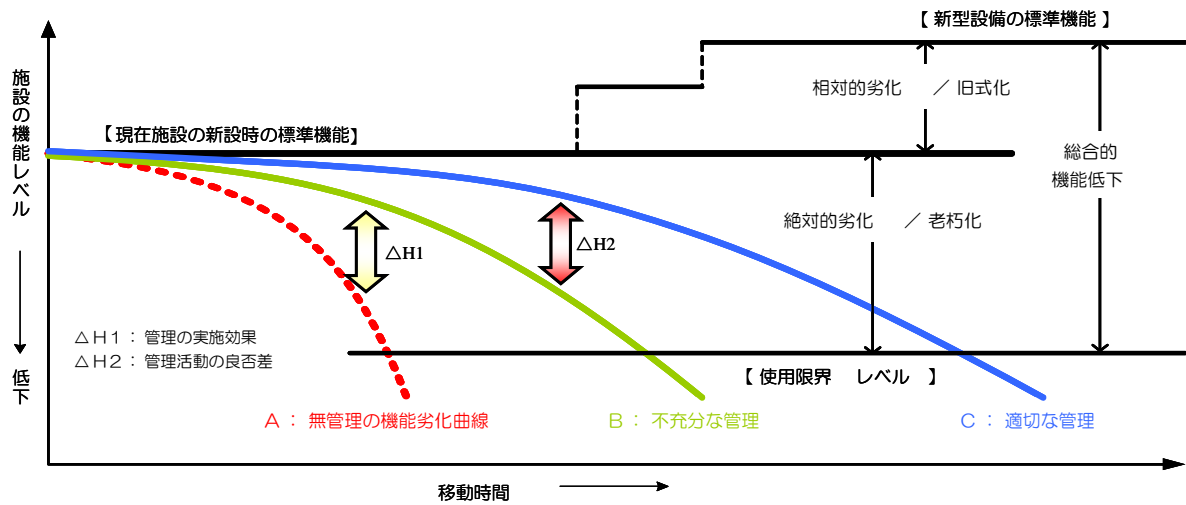 【 新型設備の標準機能 】
施設の機能レベル
低下
【 現在施設の新設時の標準機能】
相対的劣化 / 旧式化
総合的
機能低下
絶対的劣化 / 老朽化
△H1
△H2
△H1：管理の実施効果
△H2：管理活動の良否差
【 使用限界 レベル 】
A： 無管理の機能劣化曲線
B： 不充分な管理
C： 適切な管理
移動時間